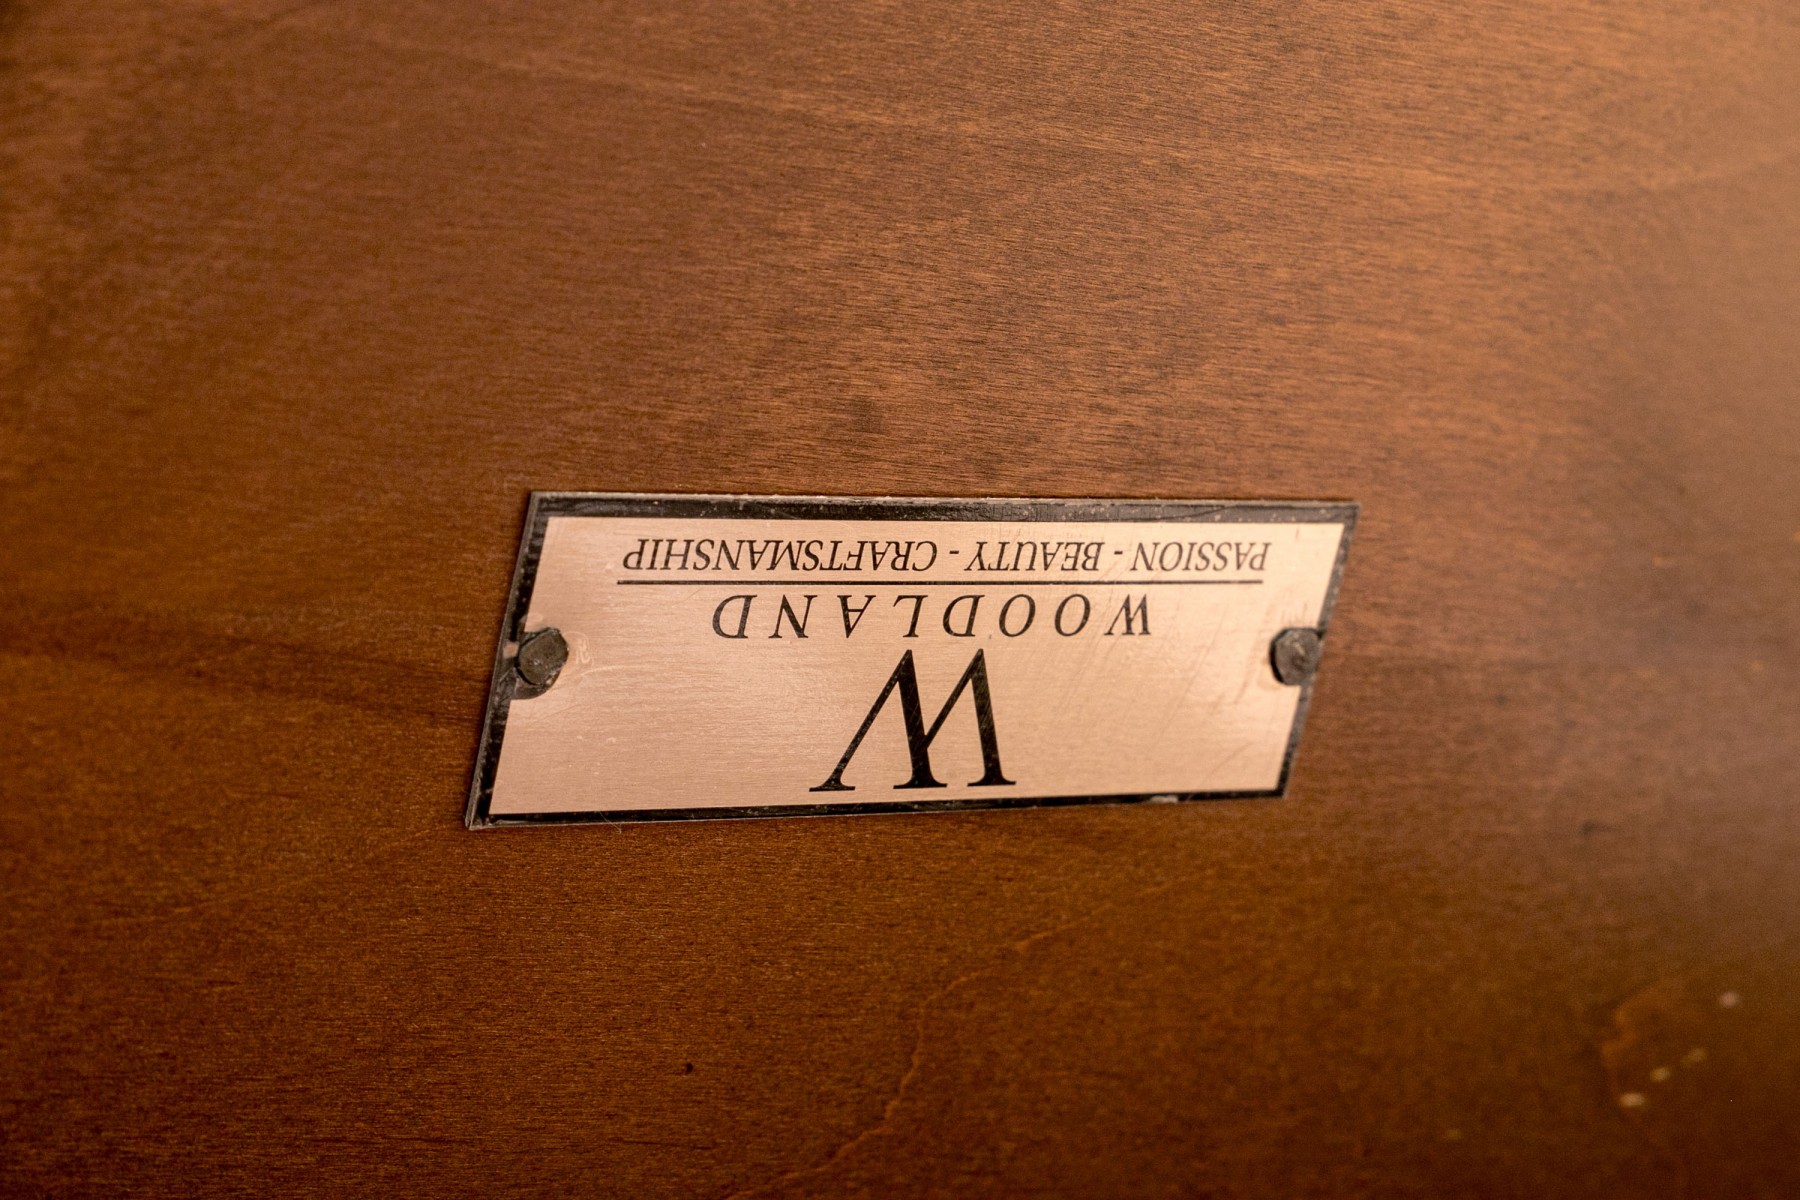 W
WOODLAND
PASSION - BEAUTY - CRAFTSMANSHIP